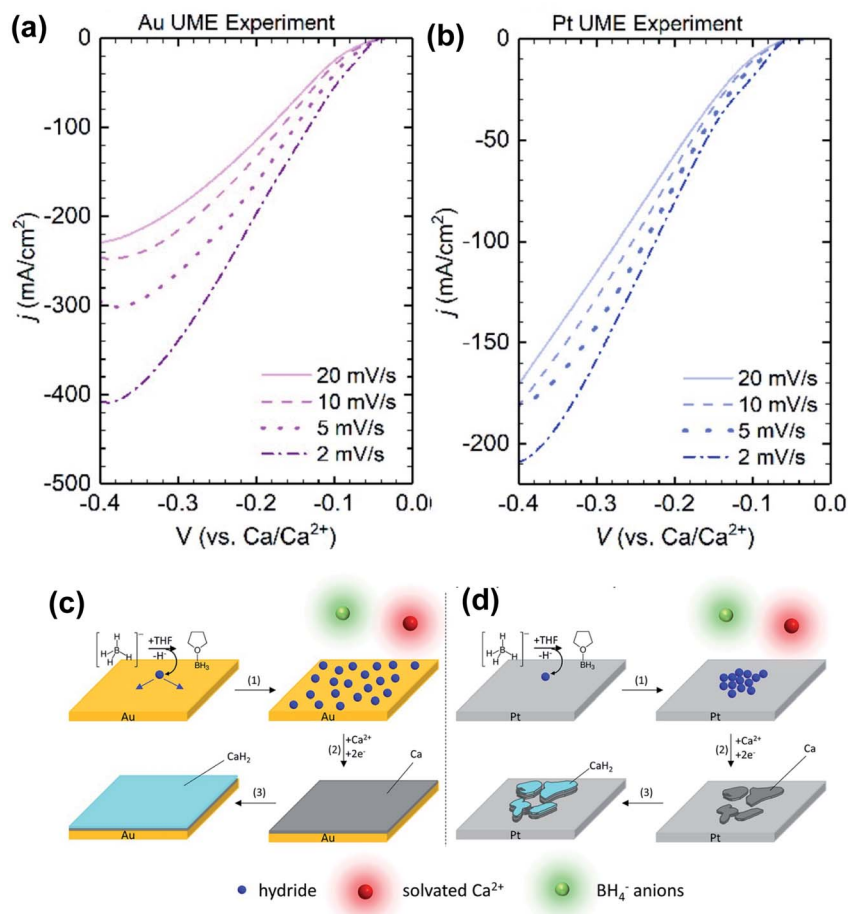 (a) Au UME Experiment
0
-100
-200
-300
-400
-500
j (mA/cm²)
20 mV/s
10 mV/s
5 mV/s
2 mV/s
-0.4 -0.3 -0.2 -0.1 0.0
V (vs. Ca/Ca²⁺)
(b) Pt UME Experiment
0
-50
-100
-150
-200
j (mA/cm²)
20 mV/s
10 mV/s
5 mV/s
2 mV/s
-0.4 -0.3 -0.2 -0.1 0.0
V (vs. Ca/Ca²⁺)
(c)
H
H B H
H
−
+THF
-H⁻
O
BH₃
Au
(1)
Au
(2) +Ca²⁺
+2e⁻
Ca
CaH₂
(3)
Au
Au
(d)
H
H B H
H
−
+THF
-H⁻
O
BH₃
Pt
(1)
Pt
(2) +Ca²⁺
+2e⁻
Ca
CaH₂
(3)
Pt
Pt
hydride solvated Ca²⁺ BH₄⁻ anions